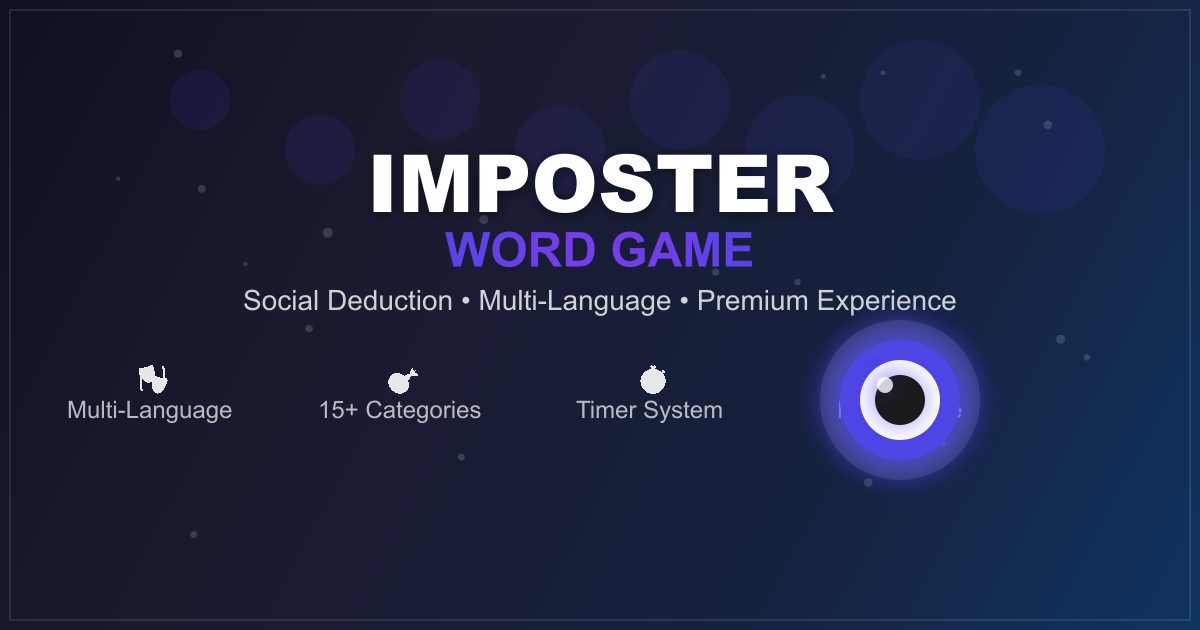 IMPOSTER
WORD GAME
Social Deduction • Multi-Language • Premium Experience
Multi-Language
15+ Categories
Timer System